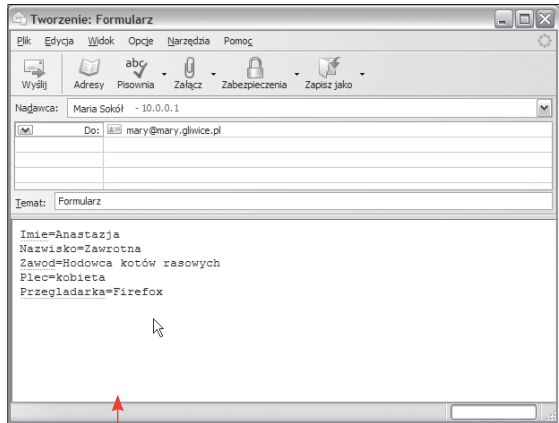 Tworzenie: Formularz
Plik Edycja Widok Opcje Narzędzia Pomoc
Wyślij Adresy Pisownia Załącz Zabezpieczenia Zapisz jako
Nadawca: Maria Sokół - 10.0.0.1
Do: mary@mary.gliwice.pl
Temat: Formularz
Imie=Anastazja
Nazwisko=Zawrotna
Zawod=Hodowca kotów rasowych
Plec=kobieta
Przegladarka=Firefox